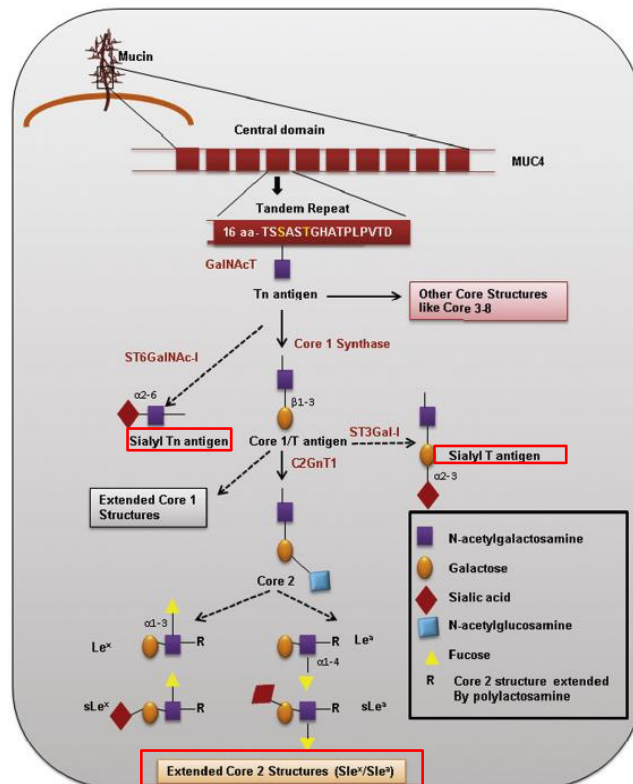 Mucin
Central domain
MUC4
Tandem Repeat
16 aa- TSSASTGHATPLPVTD
GalNAcT
Tn antigen
Other Core Structures
like Core 3-8
Core 1 Synthase
ST6GalNAc-I
α2-6
β1-3
Sialyl Tn antigen
Core 1/T antigen
ST3Gal-I
Sialyl T antigen
C2GnT1
α2-3
Extended Core 1
Structures
Core 2
N-acetylgalactosamine
Galactose
Sialic acid
N-acetylglucosamine
Fucose
R Core 2 structure extended
By polylactosamine
α1-3
Leˣ
R
R
Leᵃ
α1-4
sLeˣ
R
R
sLeᵃ
Extended Core 2 Structures (Sleˣ/Sleᵃ)